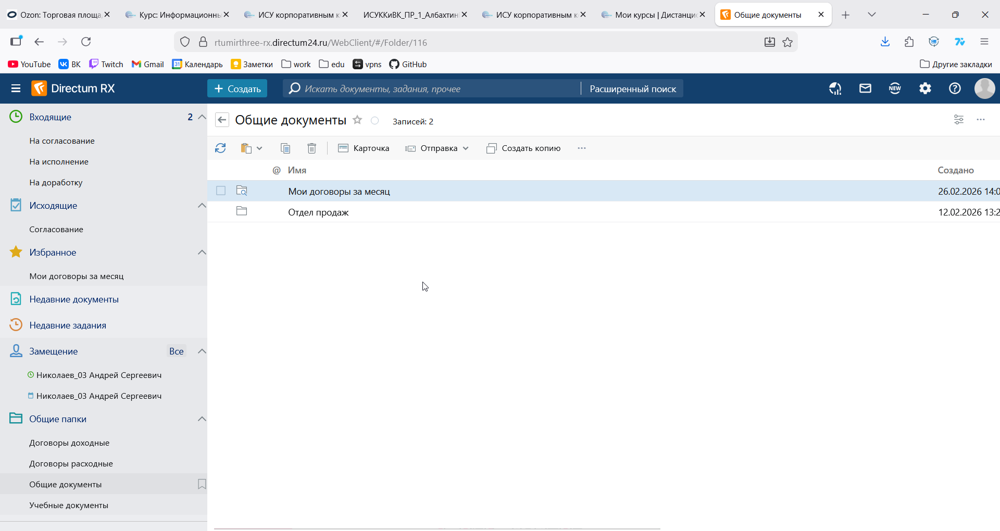 Ozon: Торговая площа
Курс: Информационнь
ИСУ корпоративным к
ИСУККиВК_ПР_1_Албахтин
ИСУ корпоративным к
Мои курсы | Дистанцис
Общие документы
rtumirthree-rx.directum24.ru/WebClient/#/Folder/116
YouTube
ВК
Twitch
Gmail
31 Календарь
Заметки
work
edu
vpns
GitHub
Другие закладки
Directum RX
+ Создать
Искать документы, задания, прочее
Расширенный поиск
NEW
Входящие 2
На согласование
На исполнение
На доработку
Исходящие
Согласование
Избранное
Мои договоры за месяц
Недавние документы
Недавние задания
Замещение Все
Николаев_03 Андрей Сергеевич
Николаев_03 Андрей Сергеевич
Общие папки
Договоры доходные
Договоры расходные
Общие документы
Учебные документы
Общие документы
Записей: 2
Карточка
Отправка
Создать копию
@ Имя Создано
Мои договоры за месяц 26.02.2026 14:0
Отдел продаж 12.02.2026 13:2